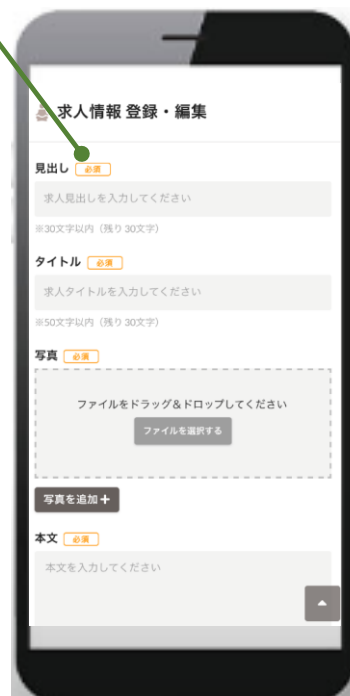 求人情報 登録・編集
見出し 必須
求人見出しを入力してください
※30文字以内（残り 30文字）
タイトル 必須
求人タイトルを入力してください
※50文字以内（残り 30文字）
写真 必須
ファイルをドラッグ&ドロップしてください
ファイルを選択する
写真を追加＋
本文 必須
本文を入力してください